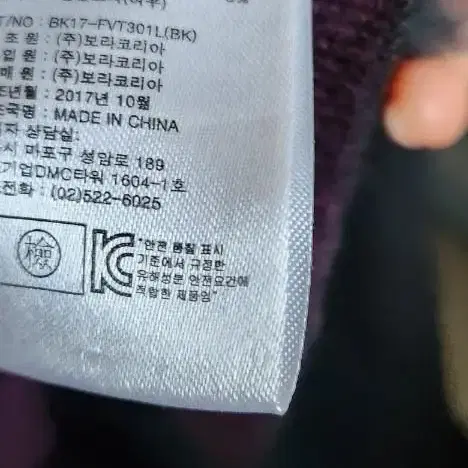 (여우)
T/NO : BK17-FVT301L(BK)
조 원 : (주)보라코리아
입 원 : (주)보라코리아
매 원 : (주)보라코리아
년월 : 2017년 10월
조국명 : MADE IN CHINA
자 상담실:
시 마포구 성암로 189
기업DMC타워 1604-1호
전화 : (02)522-6025
檢
"안전 품질 표시
기준에서 규정한
유해성분 안전요건에
적합한 제품임"